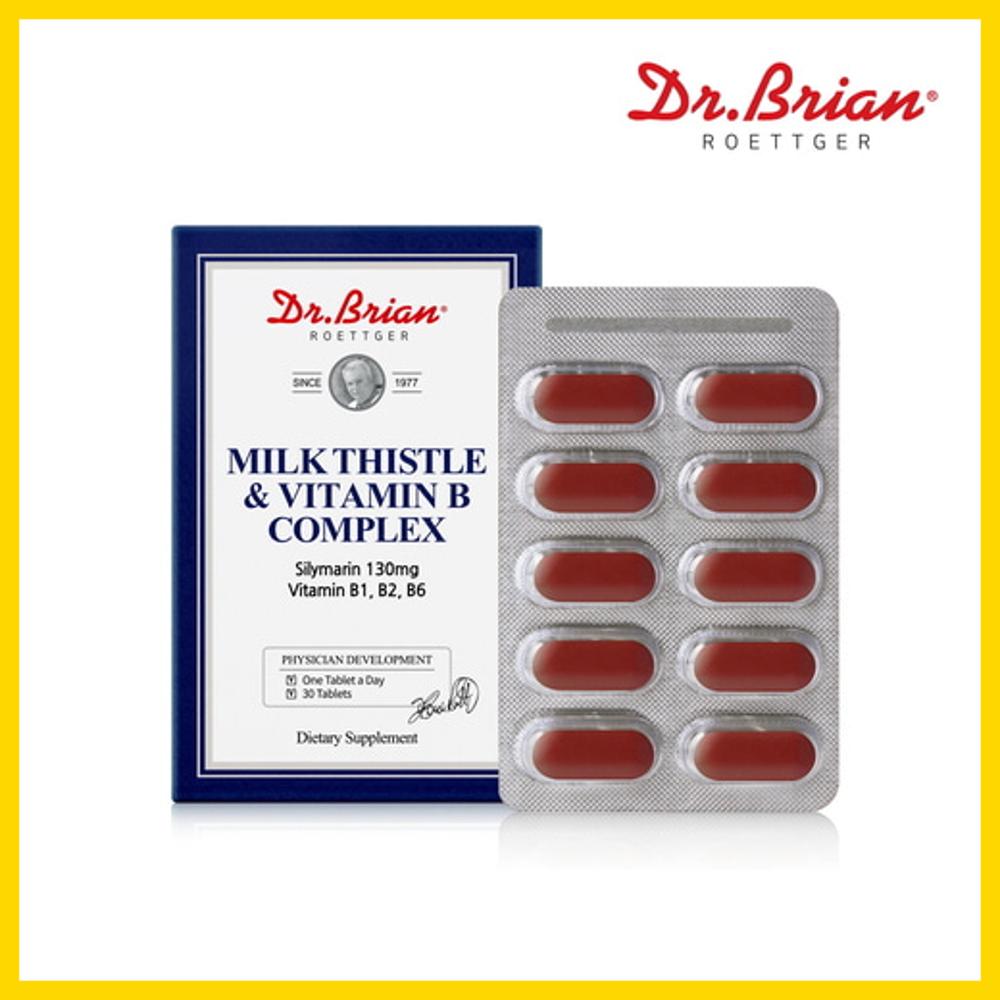 Dr.Brian®
ROETTGER
Dr.Brian®
ROETTGER
SINCE 1977
MILK THISTLE
& VITAMIN B
COMPLEX
Silymarin 130mg
Vitamin B1, B2, B6
PHYSICIAN DEVELOPMENT
One Tablet a Day
30 Tablets
Dietary Supplement